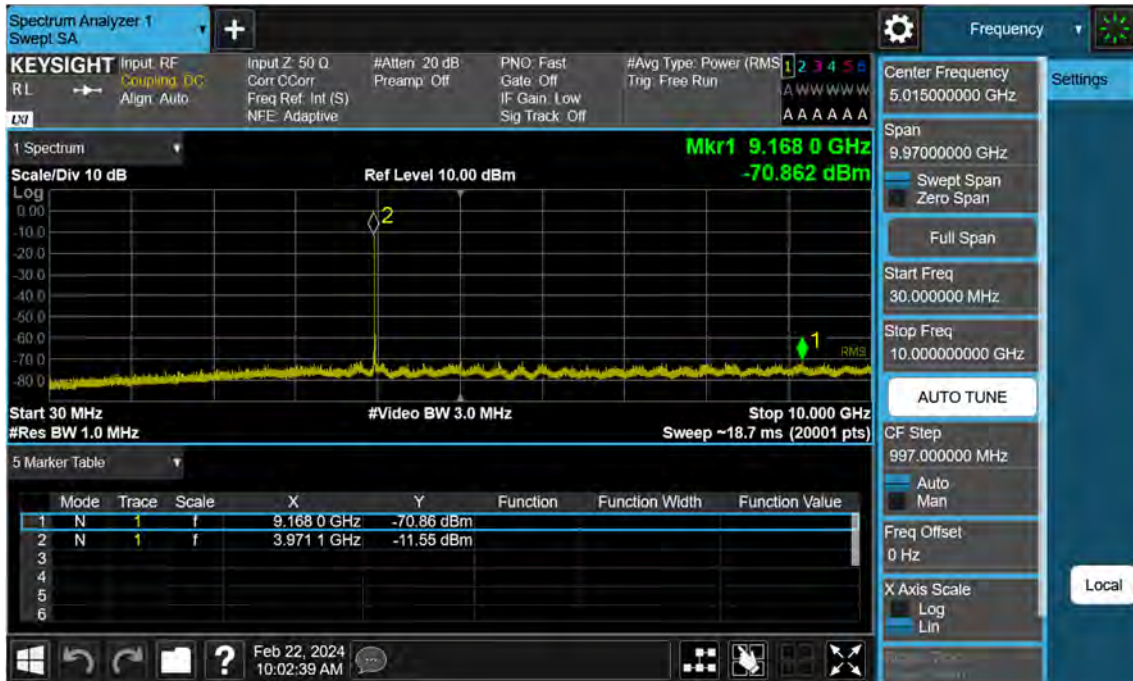 Spectrum Analyzer 1
Swept SA
+
Frequency
KEYSIGHT
RL
LXI
Input: RF
Coupling: DC
Align: Auto
Input Z: 50 Ω
Corr CCorr
Freq Ref: Int (S)
NFE: Adaptive
#Atten: 20 dB
Preamp: Off
PNO: Fast
Gate: Off
IF Gain: Low
Sig Track: Off
#Avg Type: Power (RMS
Trig: Free Run
1 2 3 4 5 6
A W W W W W
A A A A A A
1 Spectrum
Scale/Div 10 dB
Ref Level 10.00 dBm
Mkr1 9.168 0 GHz
-70.862 dBm
Log
0.00
-10.0
-20.0
-30.0
-40.0
-50.0
-60.0
-70.0
-80.0
2
1
RMS
Start 30 MHz
#Video BW 3.0 MHz
Stop 10.000 GHz
#Res BW 1.0 MHz
Sweep ~18.7 ms (20001 pts)
5 Marker Table
Mode Trace Scale X Y Function Function Width Function Value
1 N 1 f 9.168 0 GHz -70.86 dBm
2 N 1 f 3.971 1 GHz -11.55 dBm
3
4
5
6
Feb 22, 2024
10:02:39 AM
?
Center Frequency
5.015000000 GHz
Span
9.97000000 GHz
Swept Span
Zero Span
Full Span
Start Freq
30.000000 MHz
Stop Freq
10.000000000 GHz
AUTO TUNE
CF Step
997.000000 MHz
Auto
Man
Freq Offset
0 Hz
X Axis Scale
Log
Lin
Settings
Local